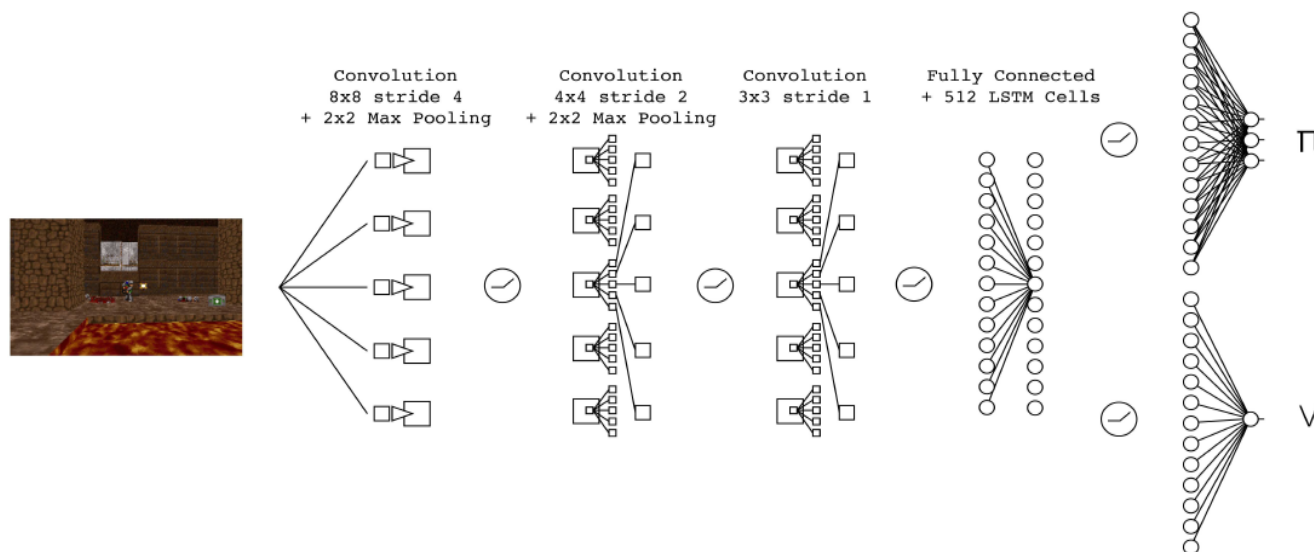 Convolution
8x8 stride 4
+ 2x2 Max Pooling
Convolution
4x4 stride 2
+ 2x2 Max Pooling
Convolution
3x3 stride 1
Fully Connected
+ 512 LSTM Cells
π
V